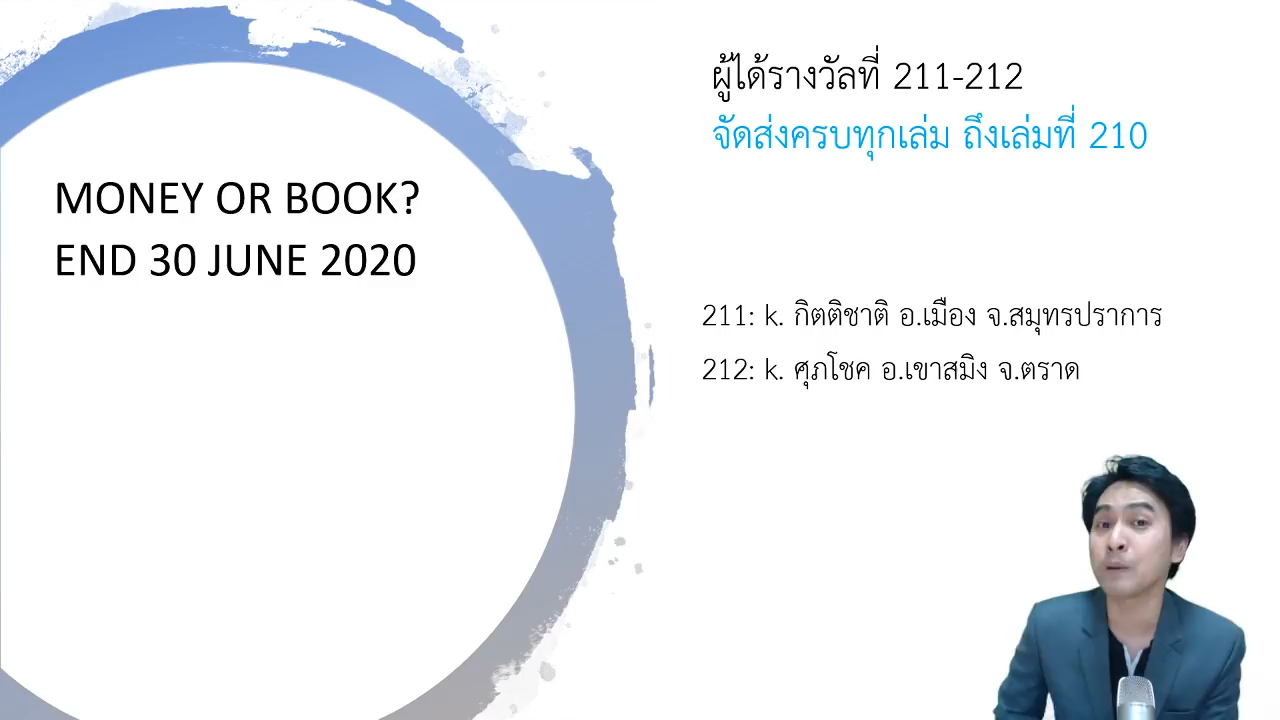 MONEY OR BOOK?
END 30 JUNE 2020
ผู้ได้รางวัลที่ 211-212
จัดส่งครบทุกเล่ม ถึงเล่มที่ 210
211: k. กิตติชาติ อ.เมือง จ.สมุทรปราการ
212: k. ศุภโชค อ.เขาสมิง จ.ตราด